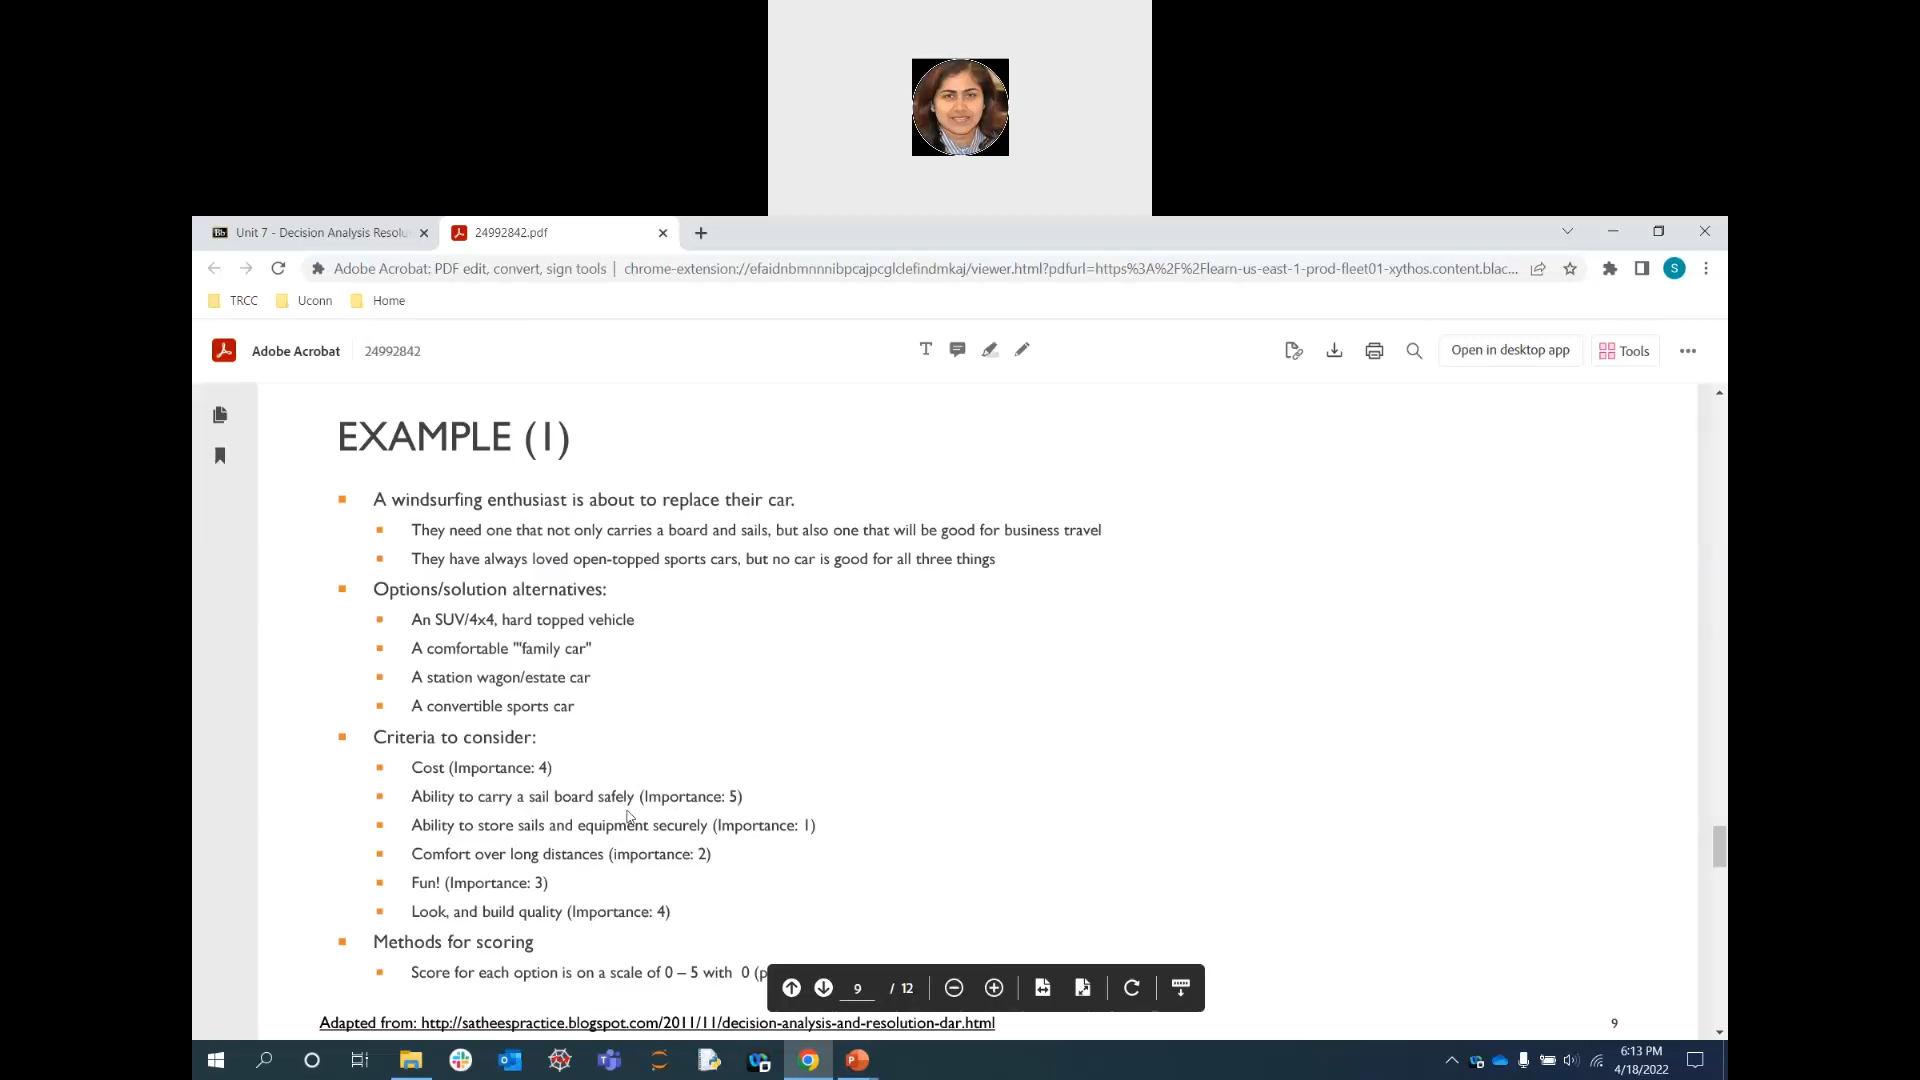 Unit 7 - Decision Analysis Resolu
24992842.pdf
Adobe Acrobat: PDF edit, convert, sign tools | chrome-extension://efaidnbmnnnibpcajpcglclefindmkaj/viewer.html?pdfurl=https%3A%2F%2Flearn-us-east-1-prod-fleet01-xythos.content.blac...
S
TRCC Uconn Home
Adobe Acrobat 24992842
Open in desktop app Tools
EXAMPLE (1)
A windsurfing enthusiast is about to replace their car.
They need one that not only carries a board and sails, but also one that will be good for business travel
They have always loved open-topped sports cars, but no car is good for all three things
Options/solution alternatives:
An SUV/4x4, hard topped vehicle
A comfortable "'family car"
A station wagon/estate car
A convertible sports car
Criteria to consider:
Cost (Importance: 4)
Ability to carry a sail board safely (Importance: 5)
Ability to store sails and equipment securely (Importance: 1)
Comfort over long distances (importance: 2)
Fun! (Importance: 3)
Look, and build quality (Importance: 4)
Methods for scoring
Score for each option is on a scale of 0 – 5 with 0 (p
9 / 12
Adapted from: http://satheespractice.blogspot.com/2011/11/decision-analysis-and-resolution-dar.html
9
6:13 PM
4/18/2022